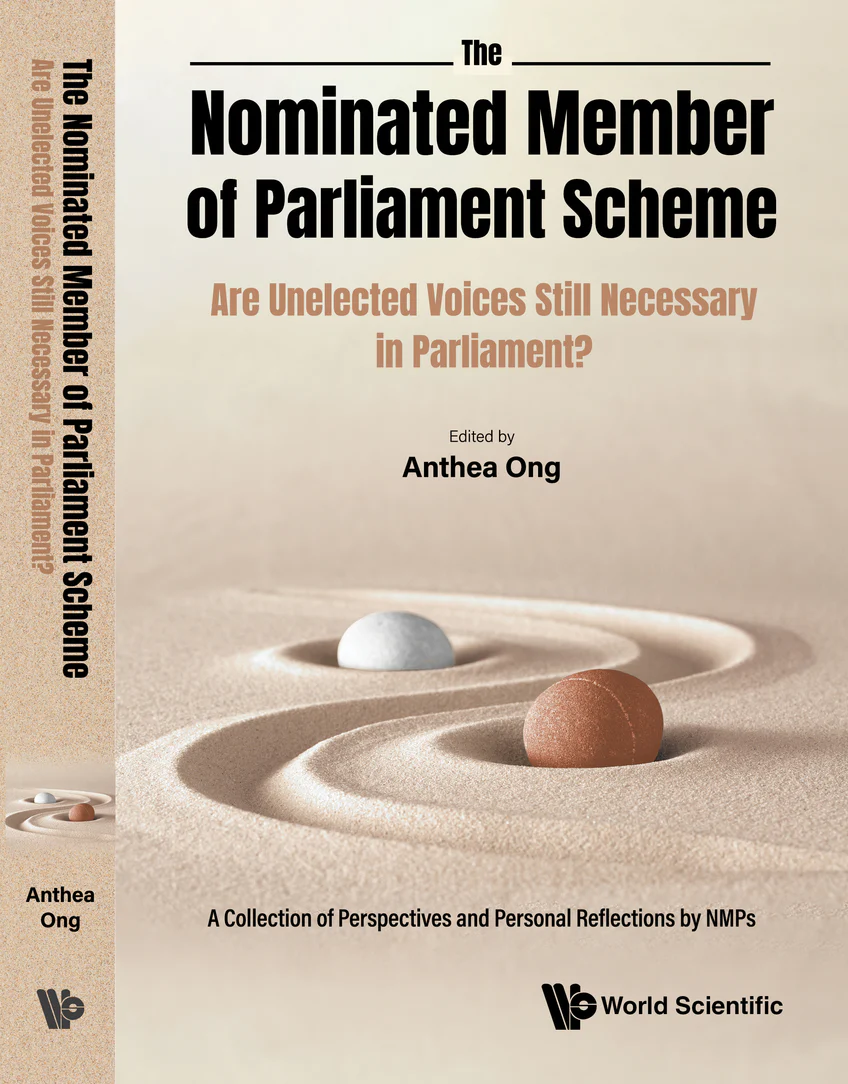 The Nominated Member of Parliament Scheme
Are Unelected Voices Still Necessary in Parliament?
Anthea
Ong
The
Nominated Member
of Parliament Scheme
Are Unelected Voices Still Necessary
in Parliament?
Edited by
Anthea Ong
A Collection of Perspectives and Personal Reflections by NMPs
World Scientific